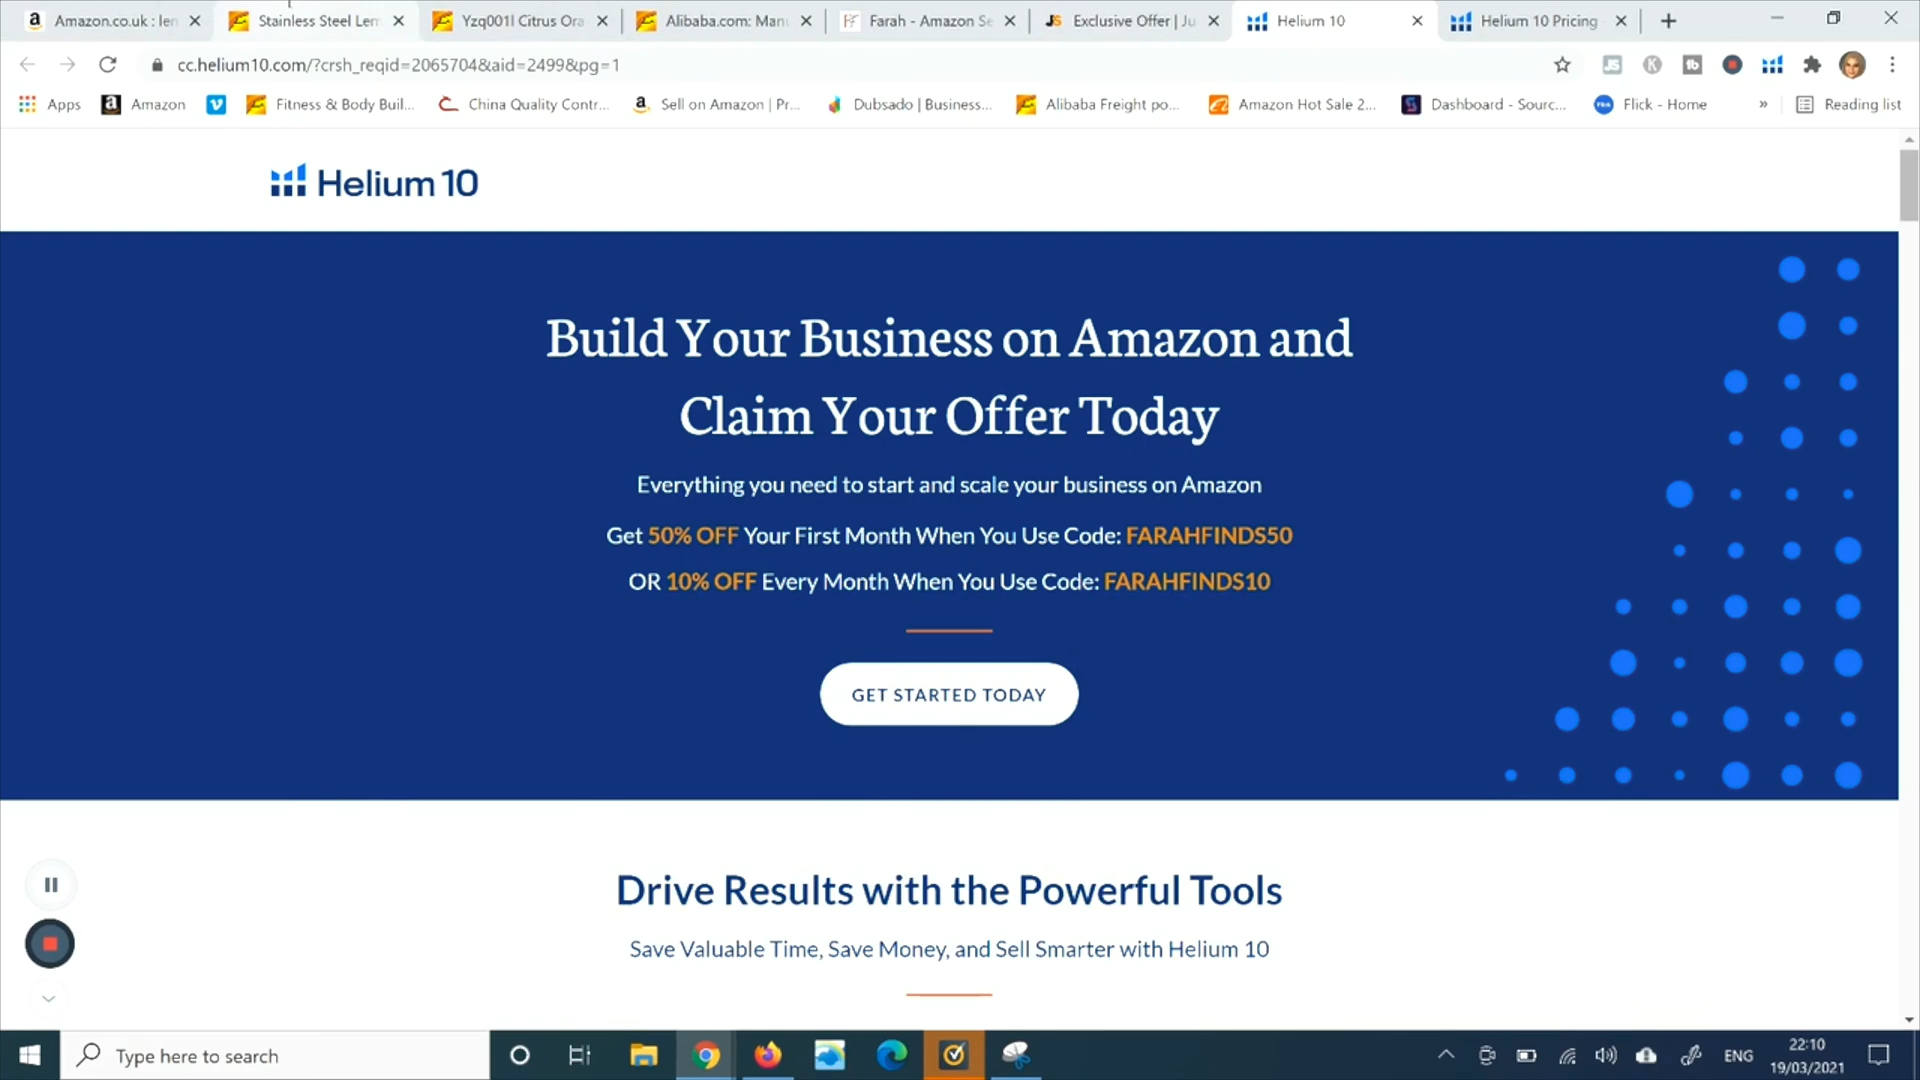 Amazon.co.uk : len
Stainless Steel Lem
Yzq001l Citrus Ora
Alibaba.com: Manu
Farah - Amazon Se
Exclusive Offer | Ju
Helium 10
Helium 10 Pricing
cc.helium10.com/?crsh_reqid=2065704&aid=2499&pg=1
Apps
Amazon
Fitness & Body Buil...
China Quality Contr...
Sell on Amazon | Pr...
Dubsado | Business...
Alibaba Freight po...
Amazon Hot Sale 2...
Dashboard - Sourc...
Flick - Home
»
Reading list
Helium 10
Build Your Business on Amazon and
Claim Your Offer Today
Everything you need to start and scale your business on Amazon
Get 50% OFF Your First Month When You Use Code: FARAHFINDS50
OR 10% OFF Every Month When You Use Code: FARAHFINDS10
GET STARTED TODAY
Drive Results with the Powerful Tools
Save Valuable Time, Save Money, and Sell Smarter with Helium 10
Type here to search
ENG
22:10
19/03/2021